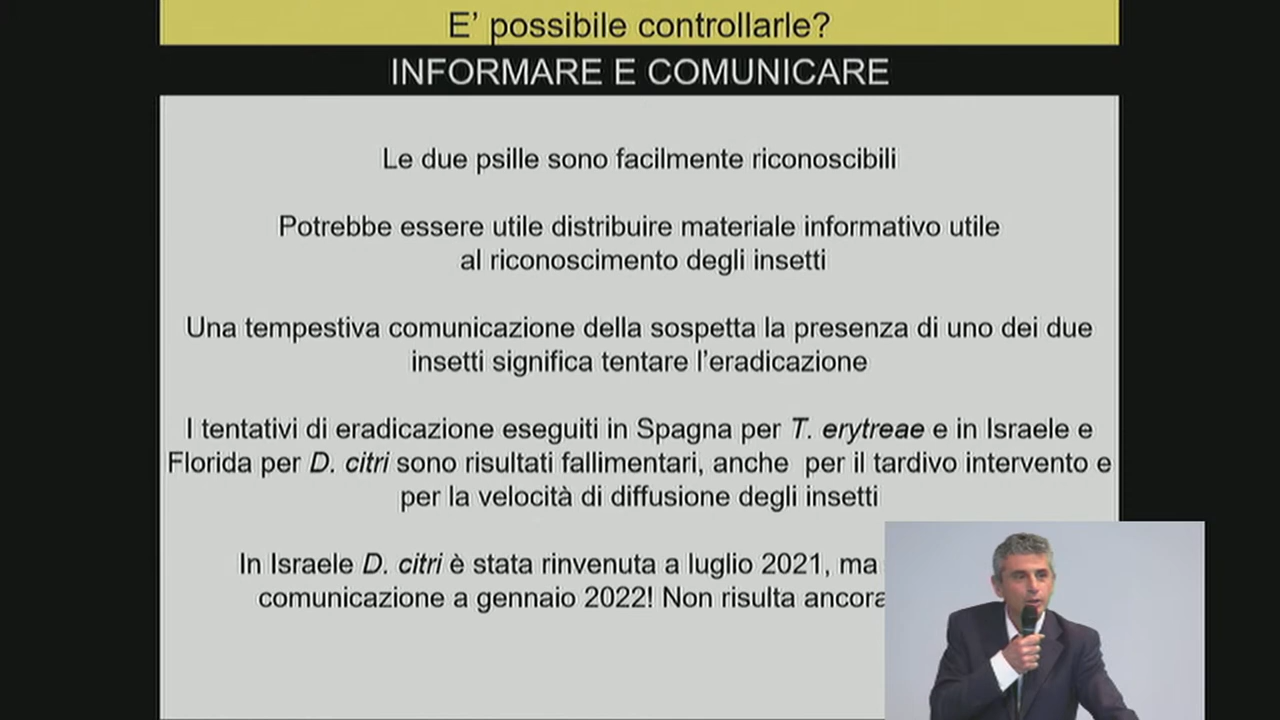 E' possibile controllarle?
INFORMARE E COMUNICARE
Le due psille sono facilmente riconoscibili
Potrebbe essere utile distribuire materiale informativo utile
al riconoscimento degli insetti
Una tempestiva comunicazione della sospetta la presenza di uno dei due
insetti significa tentare l'eradicazione
I tentativi di eradicazione eseguiti in Spagna per T. erytreae e in Israele e
Florida per D. citri sono risultati fallimentari, anche per il tardivo intervento e
per la velocità di diffusione degli insetti
In Israele D. citri è stata rinvenuta a luglio 2021, ma
comunicazione a gennaio 2022! Non risulta ancora